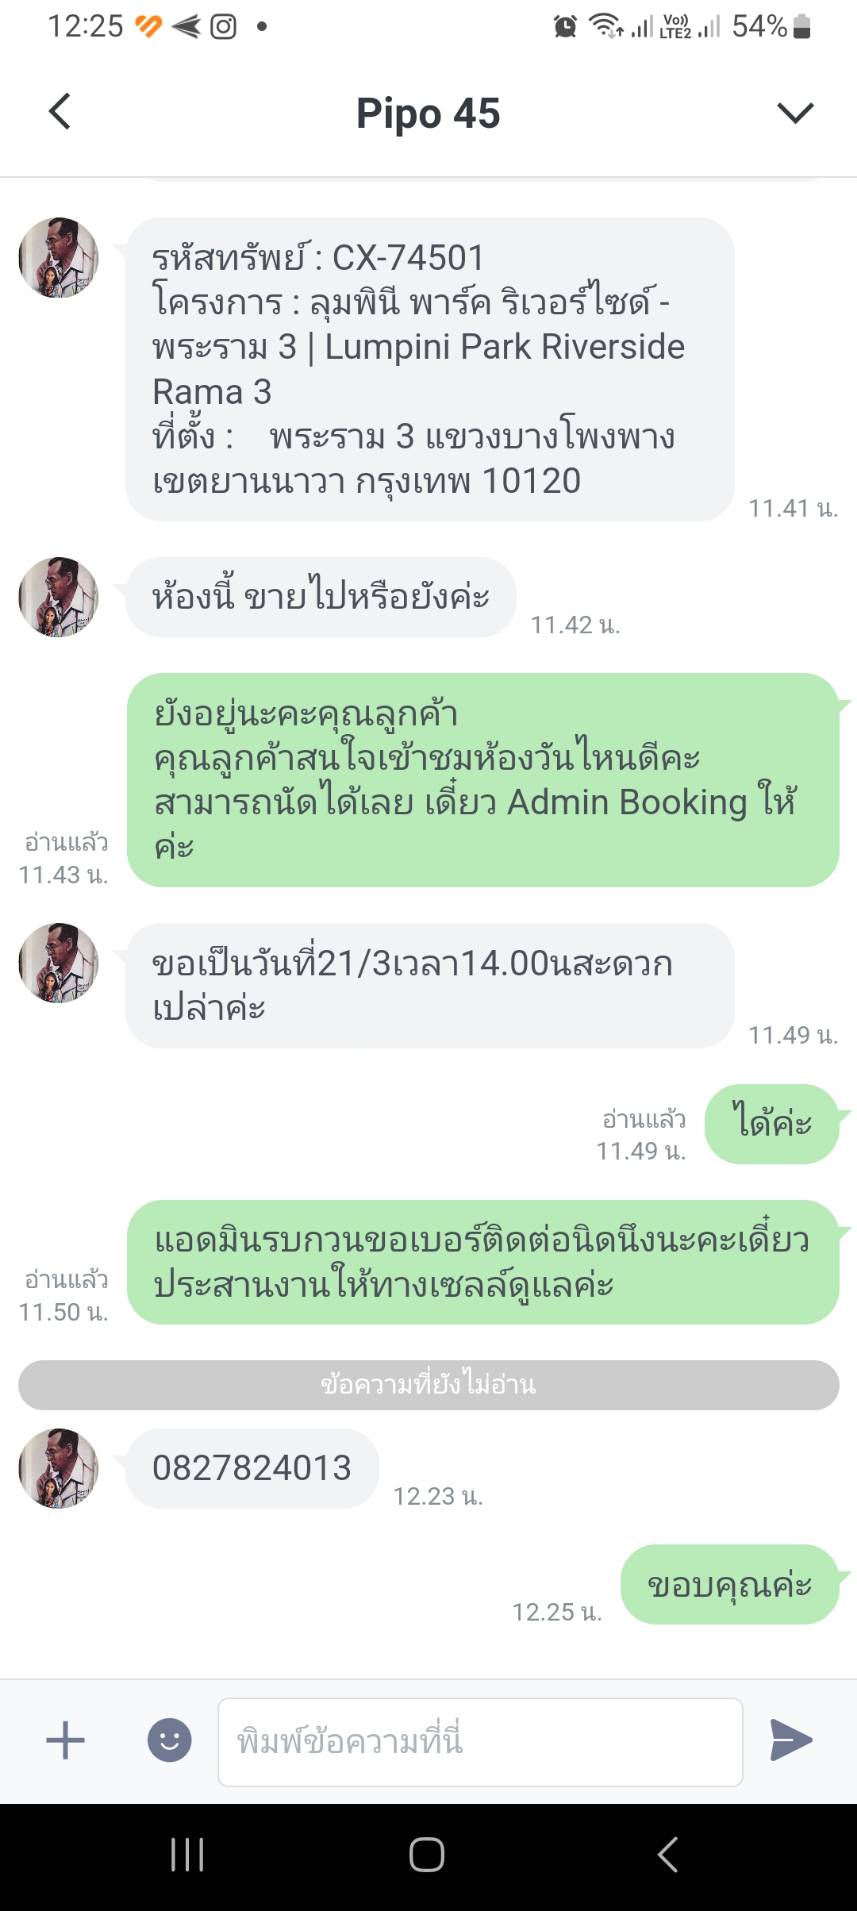 12:25
Vo))
LTE2
54%
Pipo 45
รหัสทรัพย์ : CX-74501
โครงการ : ลุมพินี พาร์ค ริเวอร์ไซด์ -
พระราม 3 | Lumpini Park Riverside
Rama 3
ที่ตั้ง :    พระราม 3 แขวงบางโพงพาง
เขตยานนาวา กรุงเทพ 10120
11.41 น.
ห้องนี้ ขายไปหรือยังค่ะ
11.42 น.
ยังอยู่นะคะคุณลูกค้า
คุณลูกค้าสนใจเข้าชมห้องวันไหนดีคะ
สามารถนัดได้เลย เดี๋ยว Admin Booking ให้
ค่ะ
อ่านแล้ว
11.43 น.
ขอเป็นวันที่21/3เวลา14.00นสะดวก
เปล่าค่ะ
11.49 น.
ได้ค่ะ
อ่านแล้ว
11.49 น.
แอดมินรบกวนขอเบอร์ติดต่อนิดนึงนะคะเดี๋ยว
ประสานงานให้ทางเซลล์ดูแลค่ะ
อ่านแล้ว
11.50 น.
ข้อความที่ยังไม่อ่าน
0827824013
12.23 น.
ขอบคุณค่ะ
12.25 น.
พิมพ์ข้อความที่นี่